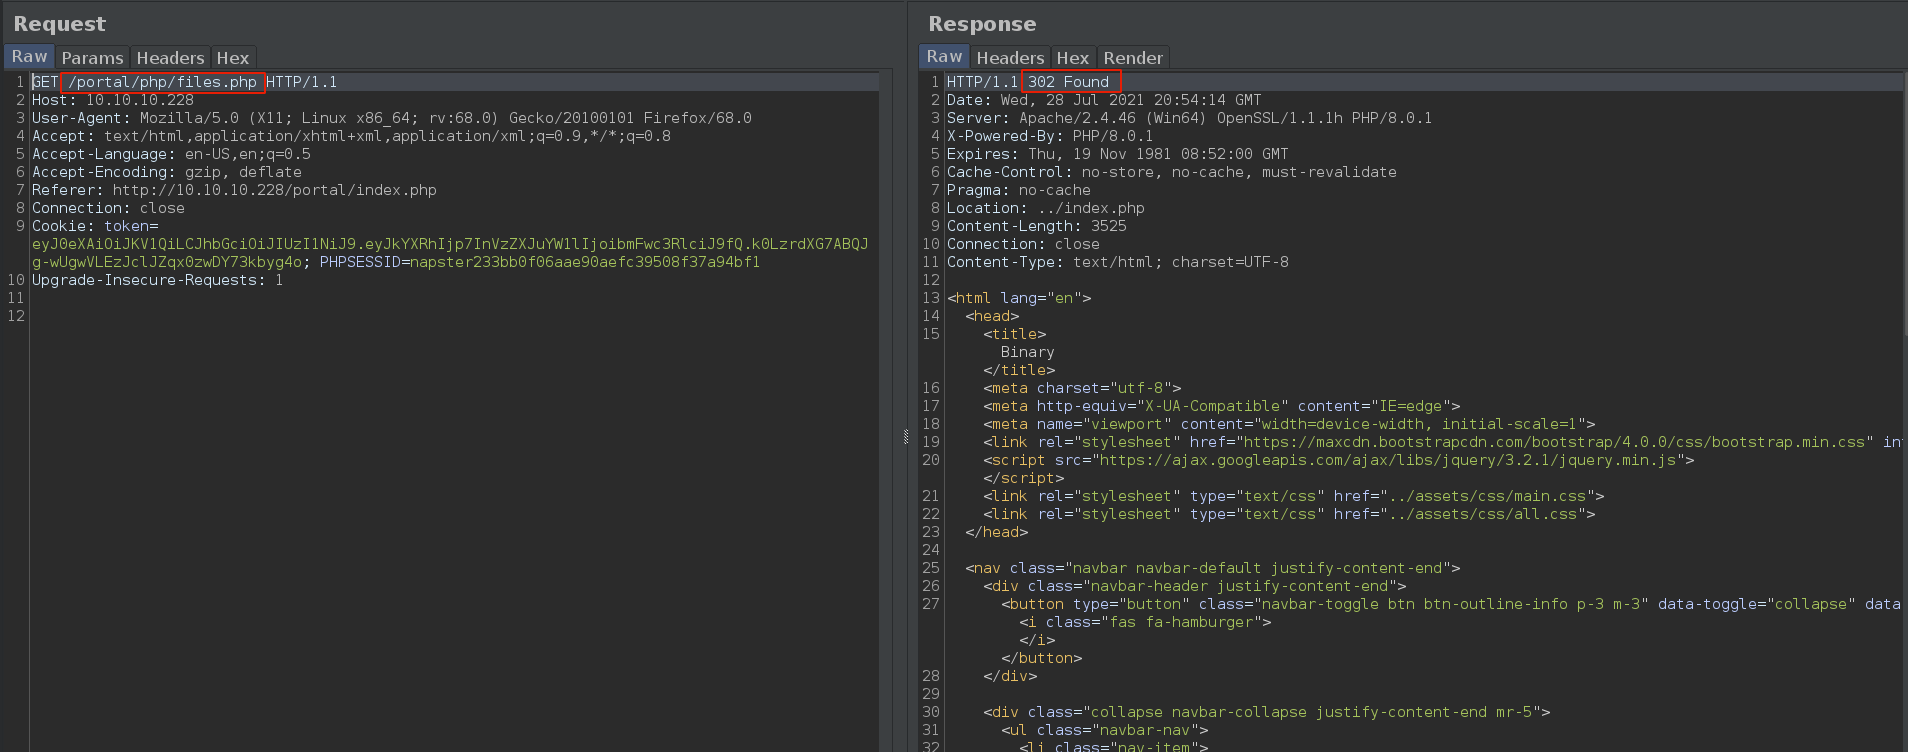 Request
Raw Params Headers Hex
1 GET /portal/php/files.php HTTP/1.1
2 Host: 10.10.10.228
3 User-Agent: Mozilla/5.0 (X11; Linux x86_64; rv:68.0) Gecko/20100101 Firefox/68.0
4 Accept: text/html,application/xhtml+xml,application/xml;q=0.9,*/*;q=0.8
5 Accept-Language: en-US,en;q=0.5
6 Accept-Encoding: gzip, deflate
7 Referer: http://10.10.10.228/portal/index.php
8 Connection: close
9 Cookie: token=
eyJ0eXAiOiJKV1QiLCJhbGciOiJIUzI1NiJ9.eyJkYXRhIjp7InVzZXJuYW1lIjoibmFwc3RlciJ9fQ.k0LzrdXG7ABQJ
g-wUgwVLEzJclJZqx0zwDY73kbyg4o; PHPSESSID=napster233bb0f06aae90aefc39508f37a94bf1
10 Upgrade-Insecure-Requests: 1
11
12
Response
Raw Headers Hex Render
1 HTTP/1.1 302 Found
2 Date: Wed, 28 Jul 2021 20:54:14 GMT
3 Server: Apache/2.4.46 (Win64) OpenSSL/1.1.1h PHP/8.0.1
4 X-Powered-By: PHP/8.0.1
5 Expires: Thu, 19 Nov 1981 08:52:00 GMT
6 Cache-Control: no-store, no-cache, must-revalidate
7 Pragma: no-cache
8 Location: ../index.php
9 Content-Length: 3525
10 Connection: close
11 Content-Type: text/html; charset=UTF-8
12
13 <html lang="en">
14 <head>
15 <title>
Binary
</title>
16 <meta charset="utf-8">
17 <meta http-equiv="X-UA-Compatible" content="IE=edge">
18 <meta name="viewport" content="width=device-width, initial-scale=1">
19 <link rel="stylesheet" href="https://maxcdn.bootstrapcdn.com/bootstrap/4.0.0/css/bootstrap.min.css" in
20 <script src="https://ajax.googleapis.com/ajax/libs/jquery/3.2.1/jquery.min.js">
</script>
21 <link rel="stylesheet" type="text/css" href="../assets/css/main.css">
22 <link rel="stylesheet" type="text/css" href="../assets/css/all.css">
23 </head>
24
25 <nav class="navbar navbar-default justify-content-end">
26 <div class="navbar-header justify-content-end">
27 <button type="button" class="navbar-toggle btn btn-outline-info p-3 m-3" data-toggle="collapse" data
<i class="fas fa-hamburger">
</i>
</button>
28 </div>
29
30 <div class="collapse navbar-collapse justify-content-end mr-5">
31 <ul class="navbar-nav">
32 <li class="nav-item">